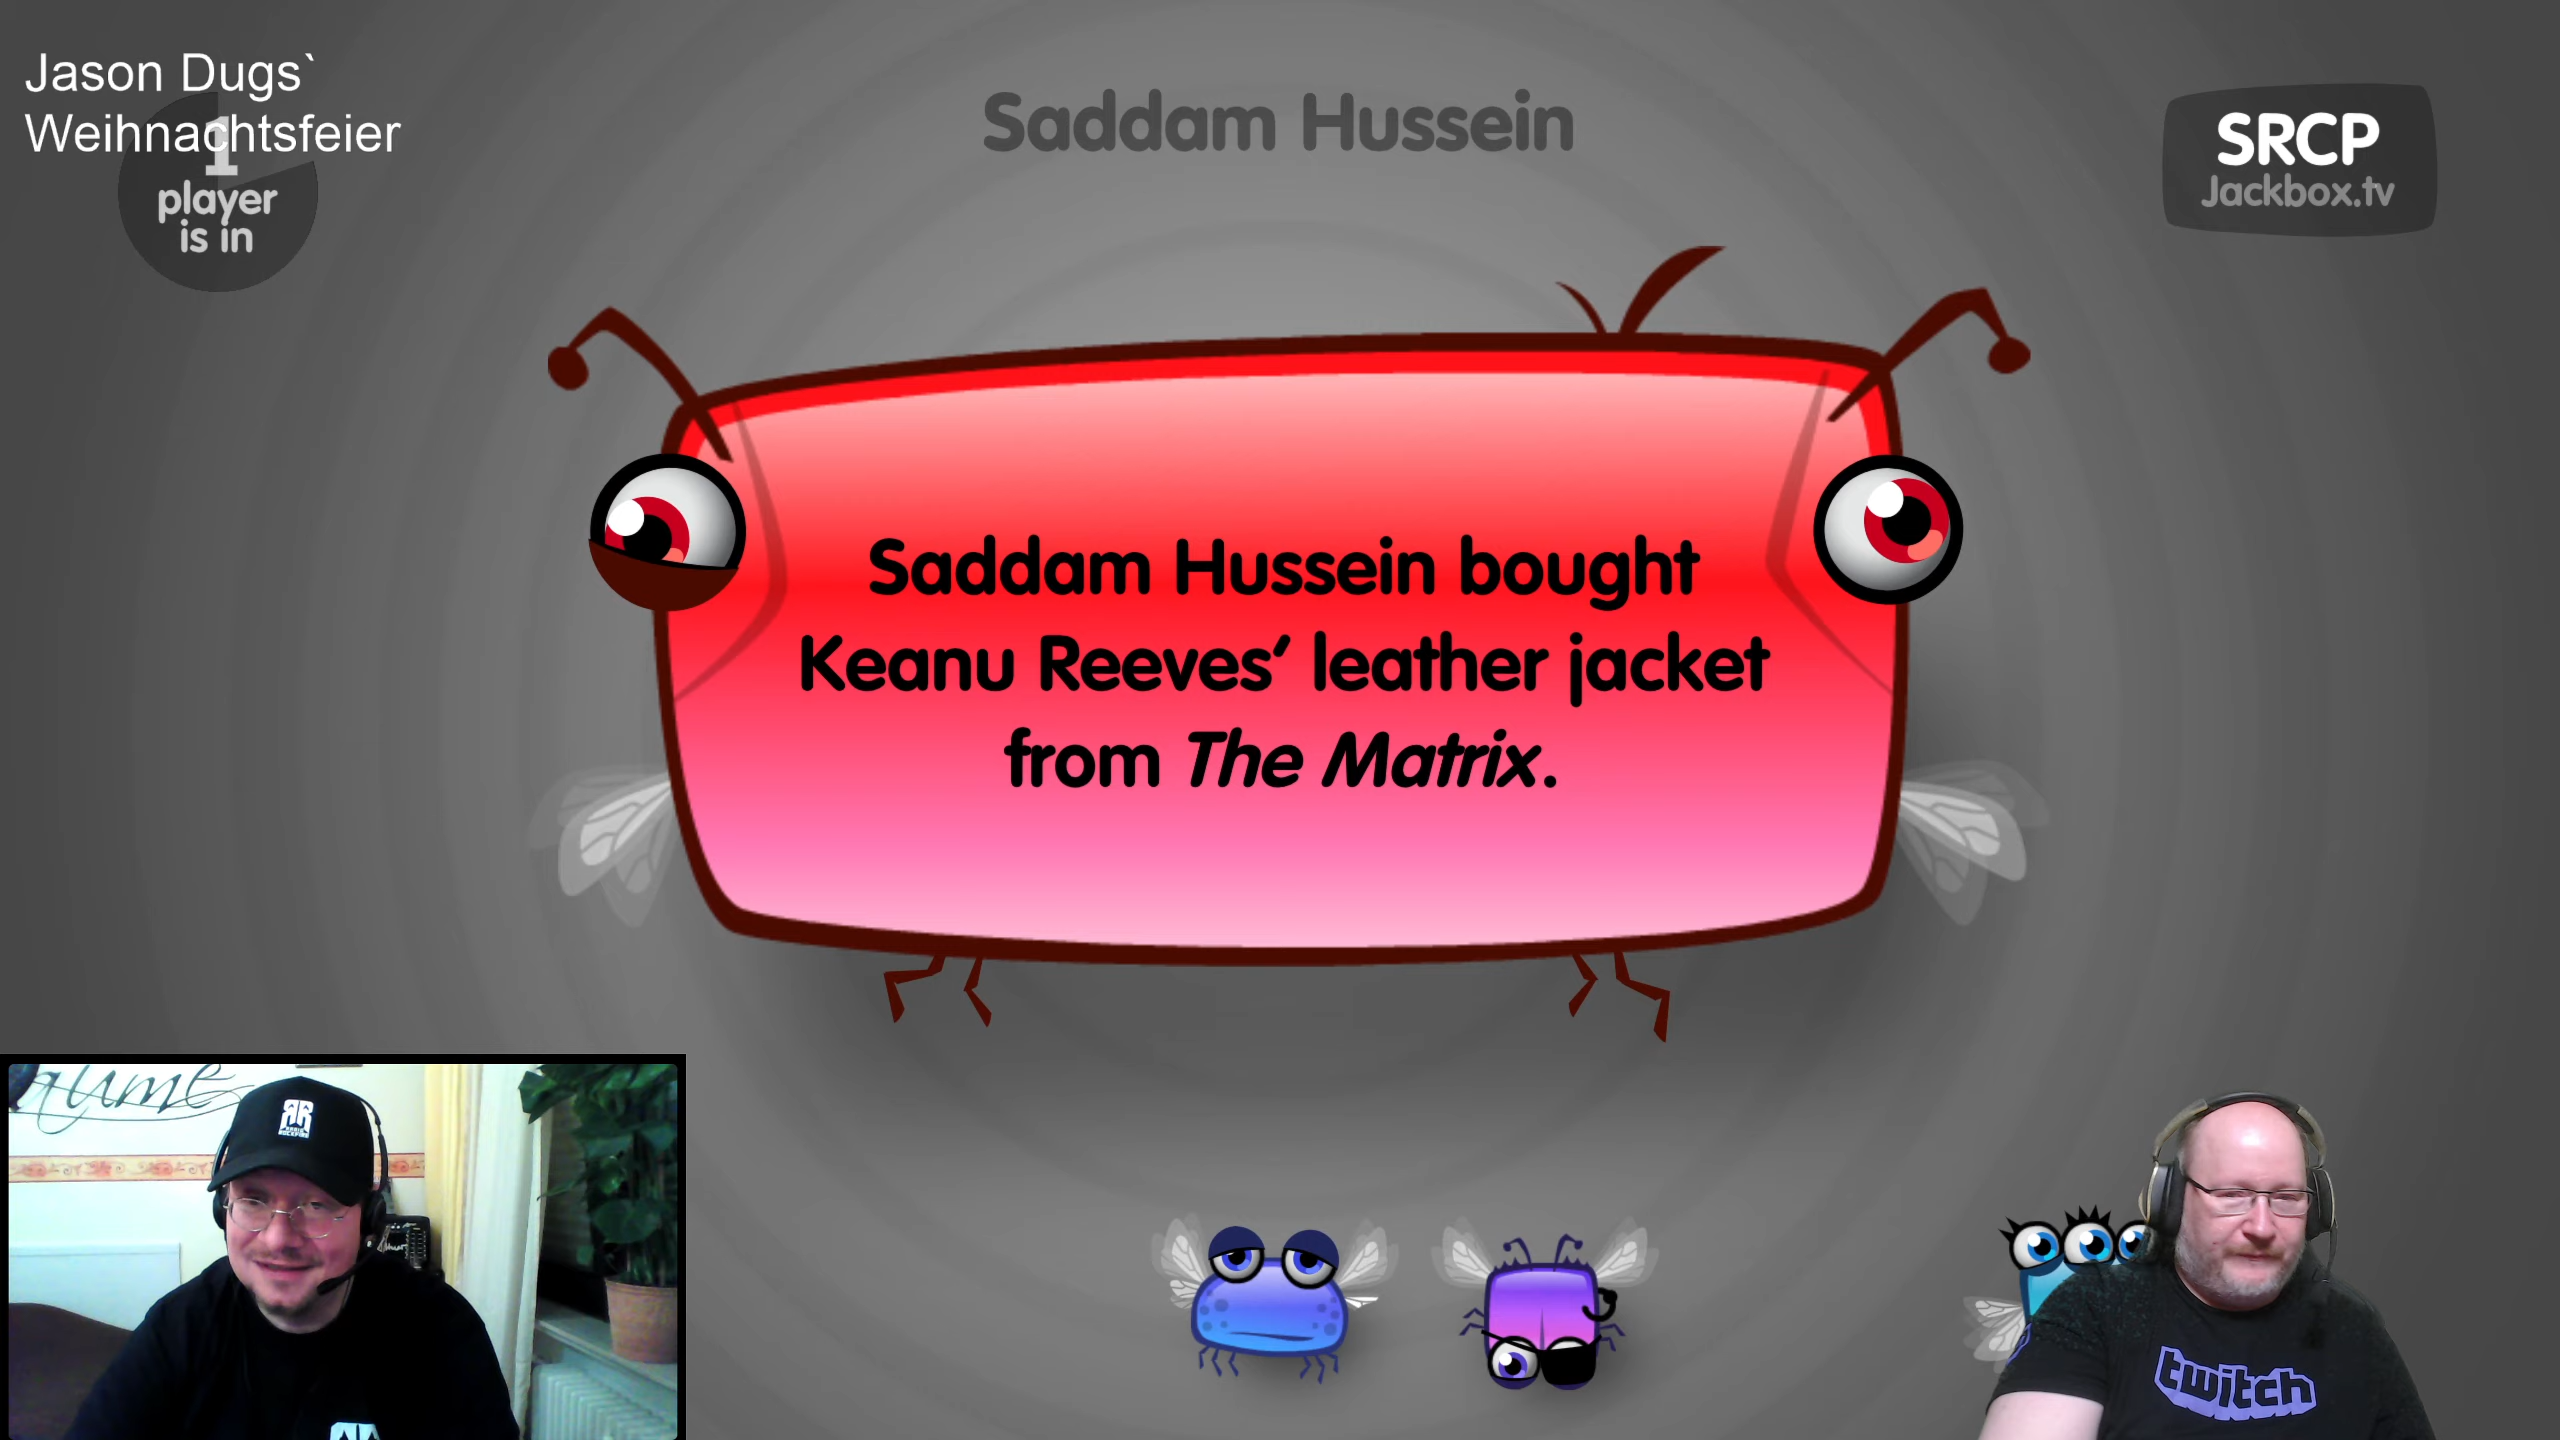 Jason Dugs`
Weihnachtsfeier
1
player
is in
Saddam Hussein
SRCP
Jackbox.tv
Saddam Hussein bought
Keanu Reeves' leather jacket
from The Matrix.
twitch